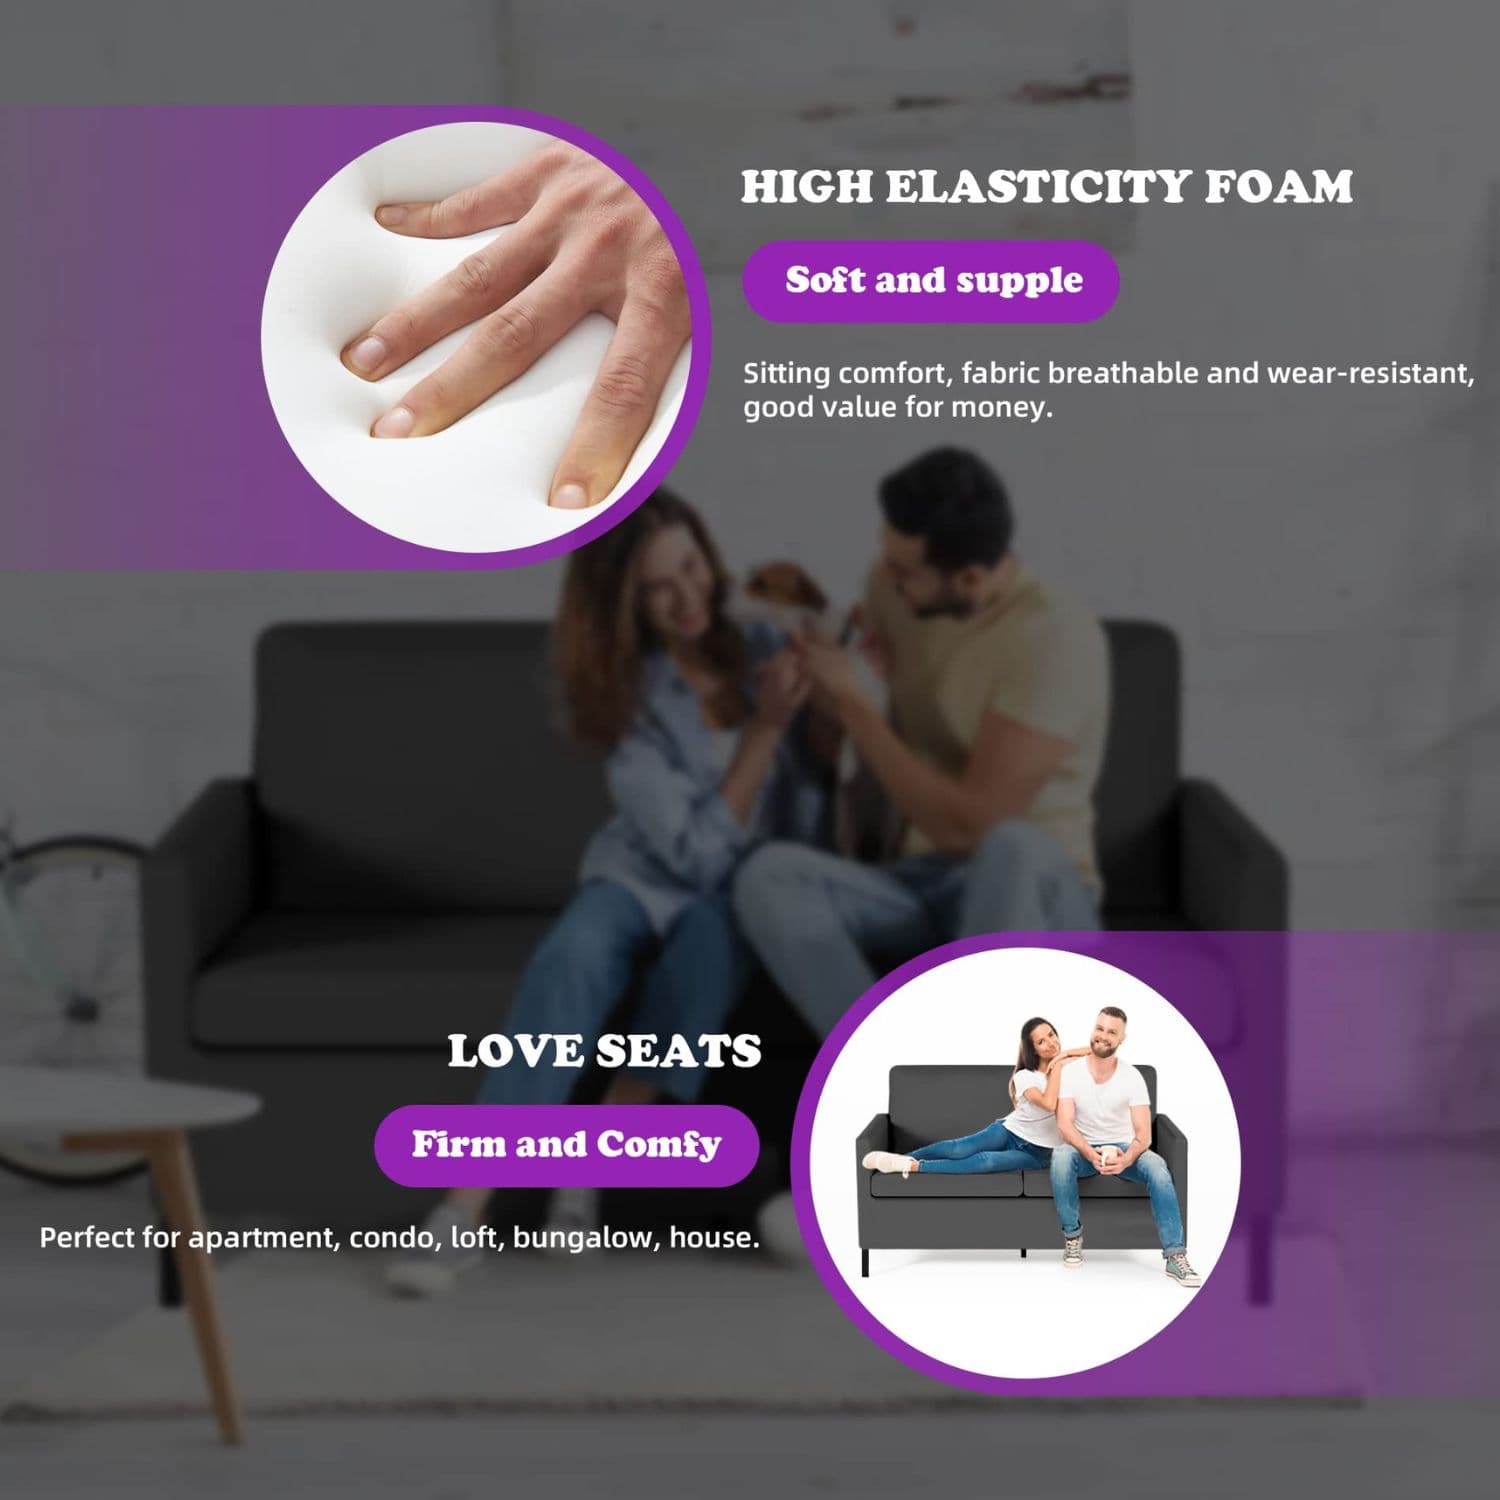 HIGH ELASTICITY FOAM
Soft and supple
Sitting comfort, fabric breathable and wear-resistant,
good value for money.
LOVE SEATS
Firm and Comfy
Perfect for apartment, condo, loft, bungalow, house.